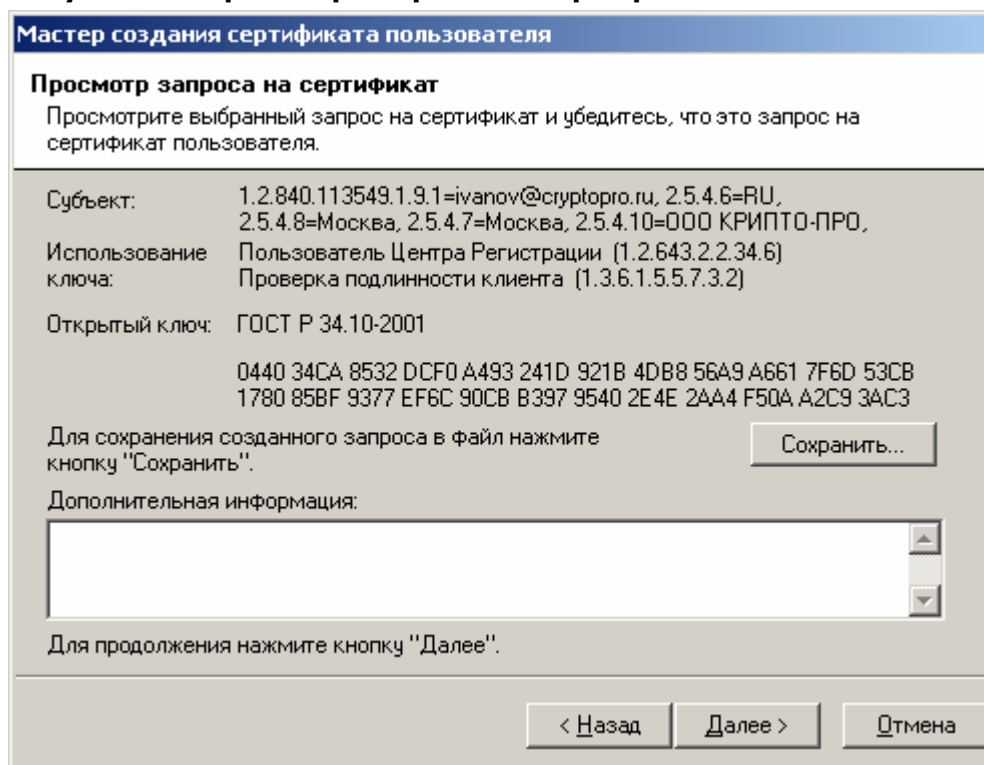 Мастер создания сертификата пользователя
Просмотр запроса на сертификат
Просмотрите выбранный запрос на сертификат и убедитесь, что это запрос на
сертификат пользователя.
Субъект: 1.2.840.113549.1.9.1=ivanov@cryptopro.ru, 2.5.4.6=RU,
2.5.4.8=Москва, 2.5.4.7=Москва, 2.5.4.10=ООО КРИПТО-ПРО,
Использование Пользователь Центра Регистрации (1.2.643.2.2.34.6)
ключа: Проверка подлинности клиента (1.3.6.1.5.5.7.3.2)
Открытый ключ: ГОСТ Р 34.10-2001
0440 34CA 8532 DCF0 A493 241D 921B 4DB8 56A9 A661 7F6D 53CB
1780 85BF 9377 EF6C 90CB B397 9540 2E4E 2AA4 F50A A2C9 3AC3
Для сохранения созданного запроса в файл нажмите
кнопку "Сохранить".
Сохранить...
Дополнительная информация:
Для продолжения нажмите кнопку "Далее".
< Назад Далее > Отмена